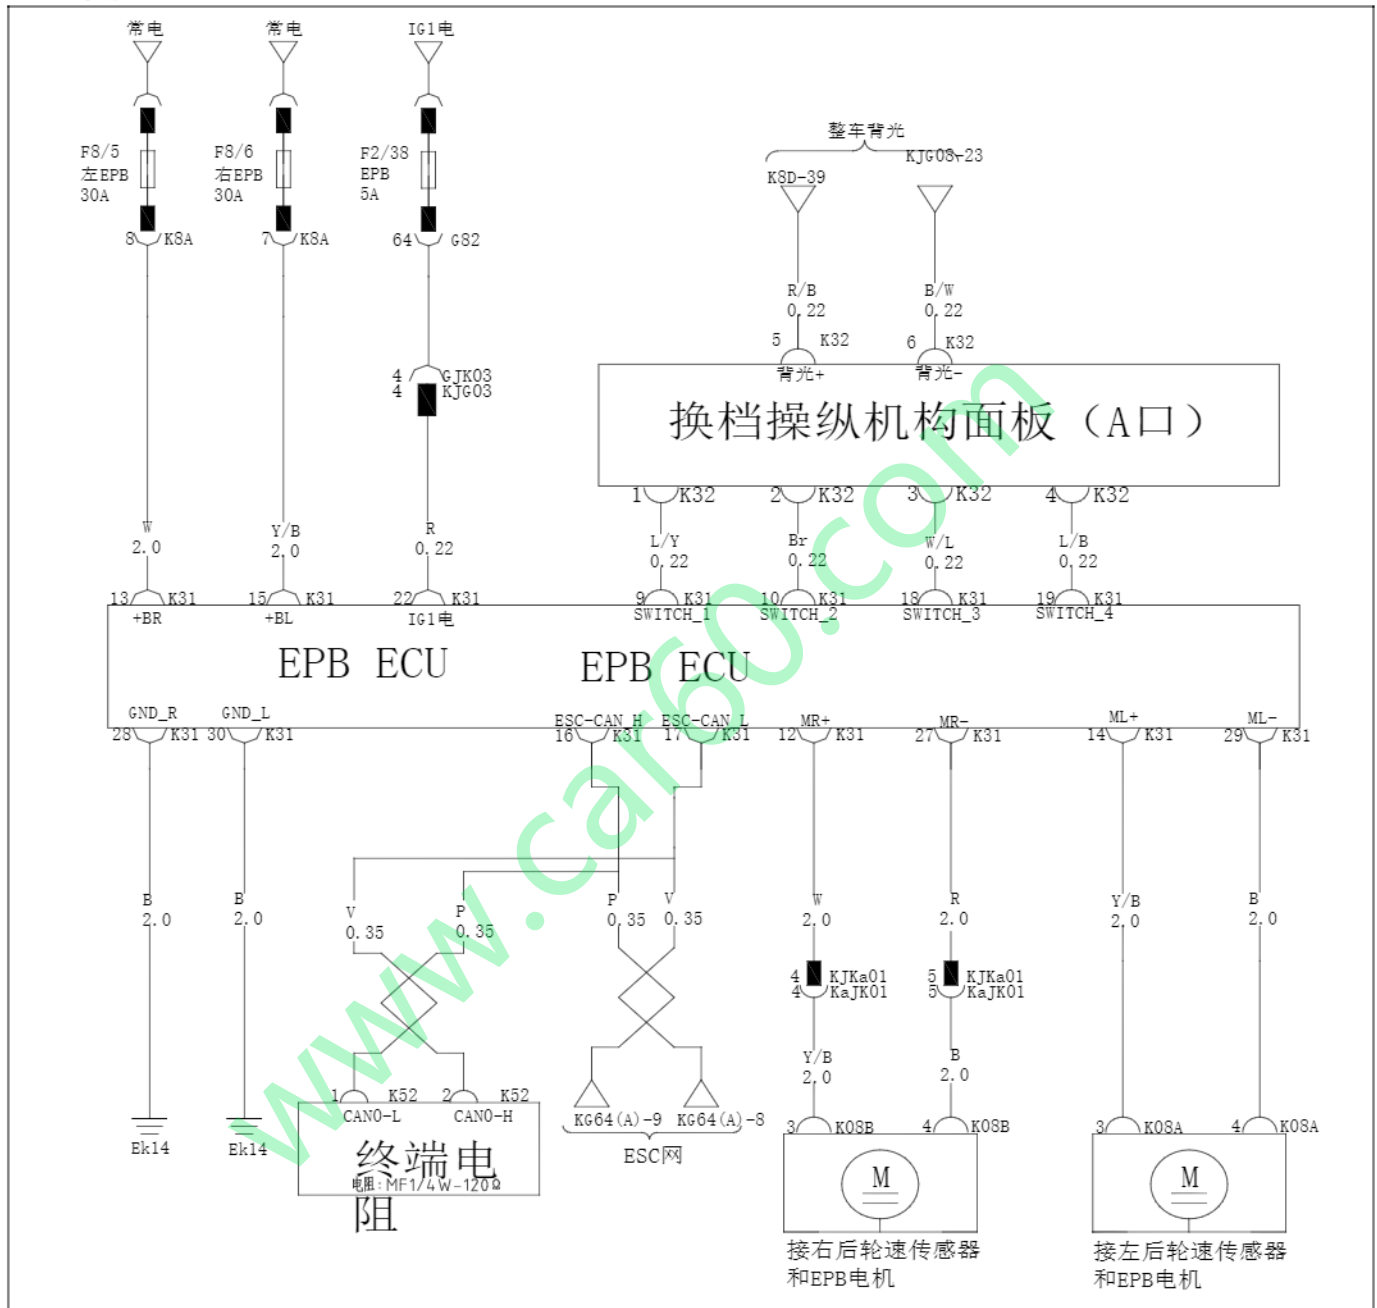 常电
常电
IG1电
F8/5
左EPB
30A
F8/6
右EPB
30A
F2/38
EPB
5A
8 K8A
7 K8A
64 G82
整车背光
K8D-39
KJG08-23
R/B
0.22
B/W
0.22
5 K32
6 K32
背光+
背光-
换档操纵机构面板（A口）
4 GJK03
4 KJG03
1 K32
2 K32
3 K32
4 K32
W
2.0
Y/B
2.0
R
0.22
L/Y
0.22
Br
0.22
W/L
0.22
L/B
0.22
13 K31
15 K31
22 K31
9 K31
10 K31
18 K31
19 K31
+BR
+BL
IG1电
SWITCH_1
SWITCH_2
SWITCH_3
SWITCH_4
EPB ECU
EPB ECU
GND_R
GND_L
ESC-CAN_H
ESC-CAN_L
MR+
MR-
ML+
ML-
28 K31
30 K31
16 K31
17 K31
12 K31
27 K31
14 K31
29 K31
B
2.0
B
2.0
V
0.35
P
0.35
P
0.35
V
0.35
W
2.0
R
2.0
Y/B
2.0
B
2.0
4 KJKa01
4 KaJK01
5 KJKa01
5 KaJK01
Y/B
2.0
B
2.0
Ek14
Ek14
1 K52
2 K52
CANO-L
CANO-H
终端电
电阻:MF1/4W-120Ω
阻
KG64(A)-9
KG64(A)-8
ESC网
3 K08B
4 K08B
3 K08A
4 K08A
M
M
接右后轮速传感器
和EPB电机
接左后轮速传感器
和EPB电机
www.car60.com